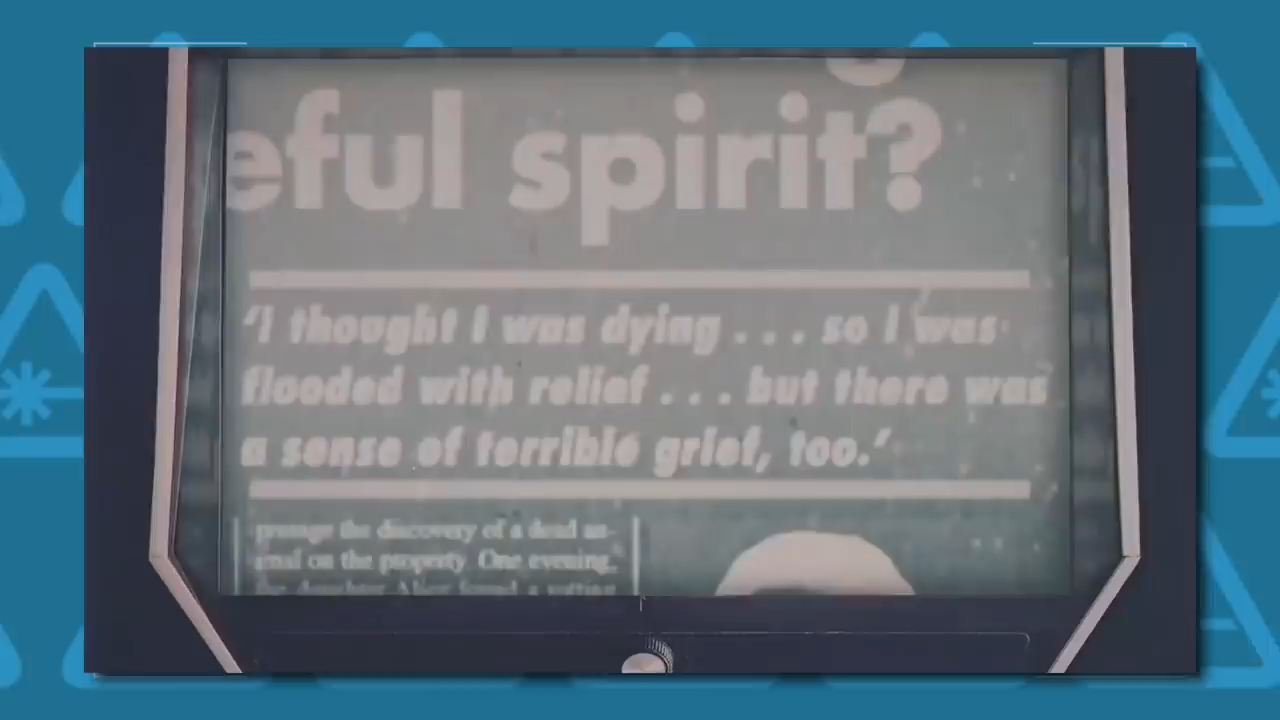 eful spirit?
'I thought I was dying . . . so I was
flooded with relief . . . but there was
a sense of terrible grief, too.'
the discovery of a dead an-
imal on the property. One evening,
a rotting